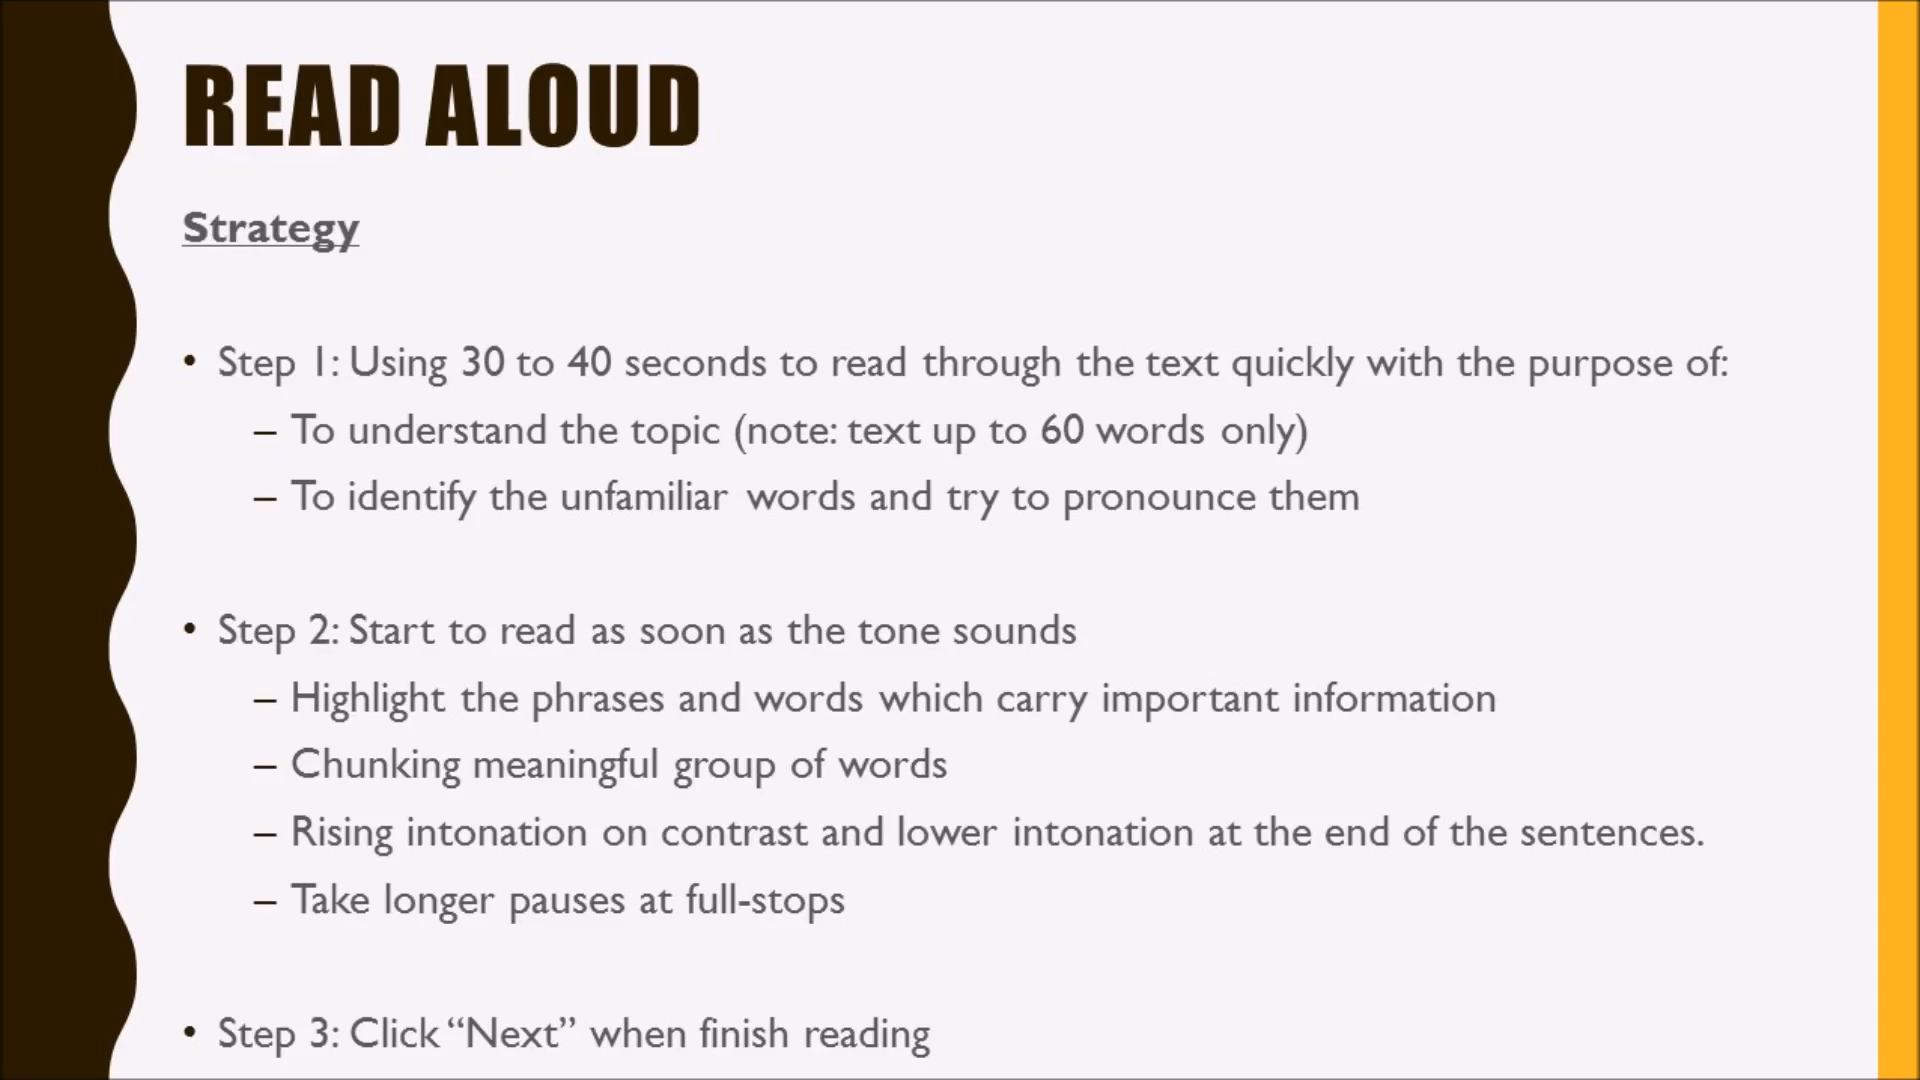 READ ALOUD
Strategy
• Step 1: Using 30 to 40 seconds to read through the text quickly with the purpose of:
– To understand the topic (note: text up to 60 words only)
– To identify the unfamiliar words and try to pronounce them
• Step 2: Start to read as soon as the tone sounds
– Highlight the phrases and words which carry important information
– Chunking meaningful group of words
– Rising intonation on contrast and lower intonation at the end of the sentences.
– Take longer pauses at full-stops
• Step 3: Click “Next” when finish reading